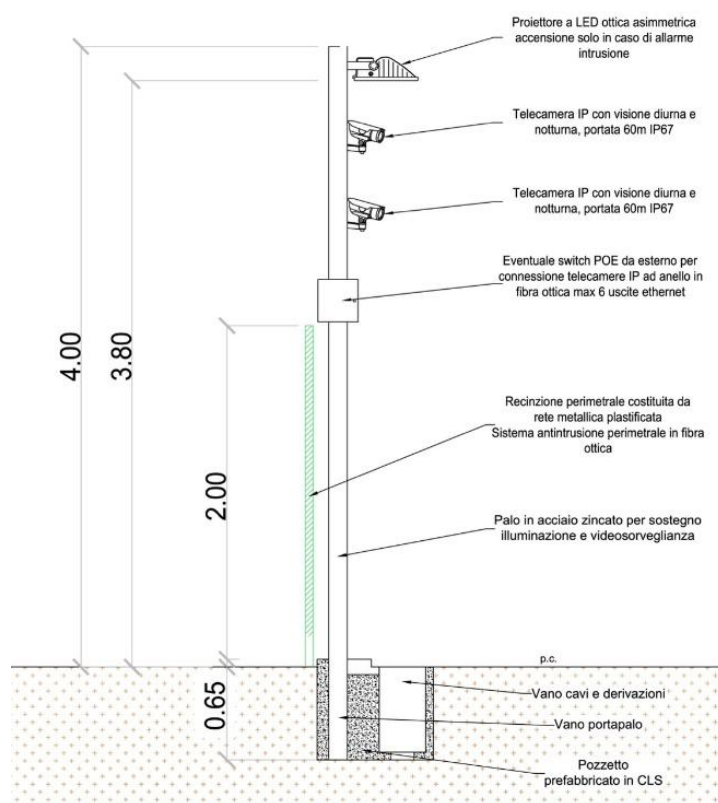 Proiettore a LED ottica asimmetrica
accensione solo in caso di allarme
intrusione
Telecamera IP con visione diurna e
notturna, portata 60m IP67
Telecamera IP con visione diurna e
notturna, portata 60m IP67
Eventuale switch POE da esterno per
connessione telecamere IP ad anello in
fibra ottica max 6 uscite ethernet
4.00
3.80
2.00
Recinzione perimetrale costituita da
rete metallica plastificata
Sistema antintrusione perimetrale in fibra
ottica
Palo in acciaio zincato per sostegno
illuminazione e videosorveglianza
p.c.
0.65
Vano cavi e derivazioni
Vano portapalo
Pozzetto
prefabbricato in CLS